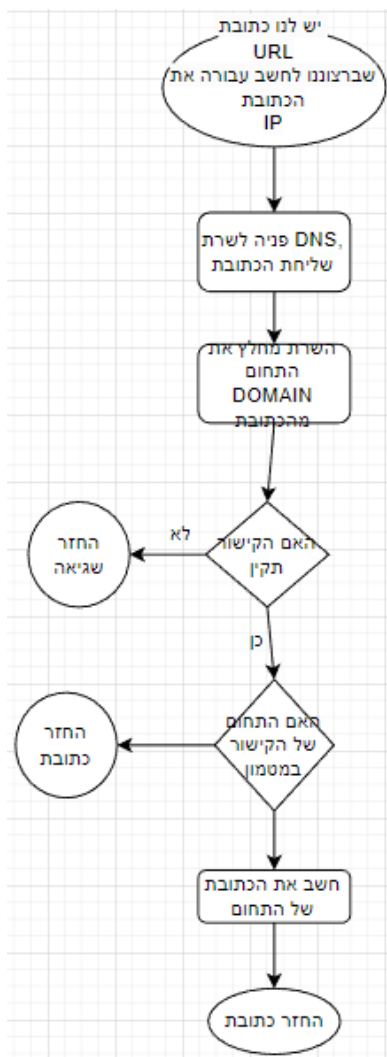 יש לנו כתובת
URL
שברצוננו לחשב עבורה את
הכתובת
IP
פניה לשרת DNS,
שליחת הכתובת
השרת מחלץ את
התחום
DOMAIN
מהכתובת
האם הקישור
תקין
לא
החזר
שגיאה
כן
האם התחום
של הקישור
במטמון
החזר
כתובת
חשב את הכתובת
של התחום
החזר כתובת